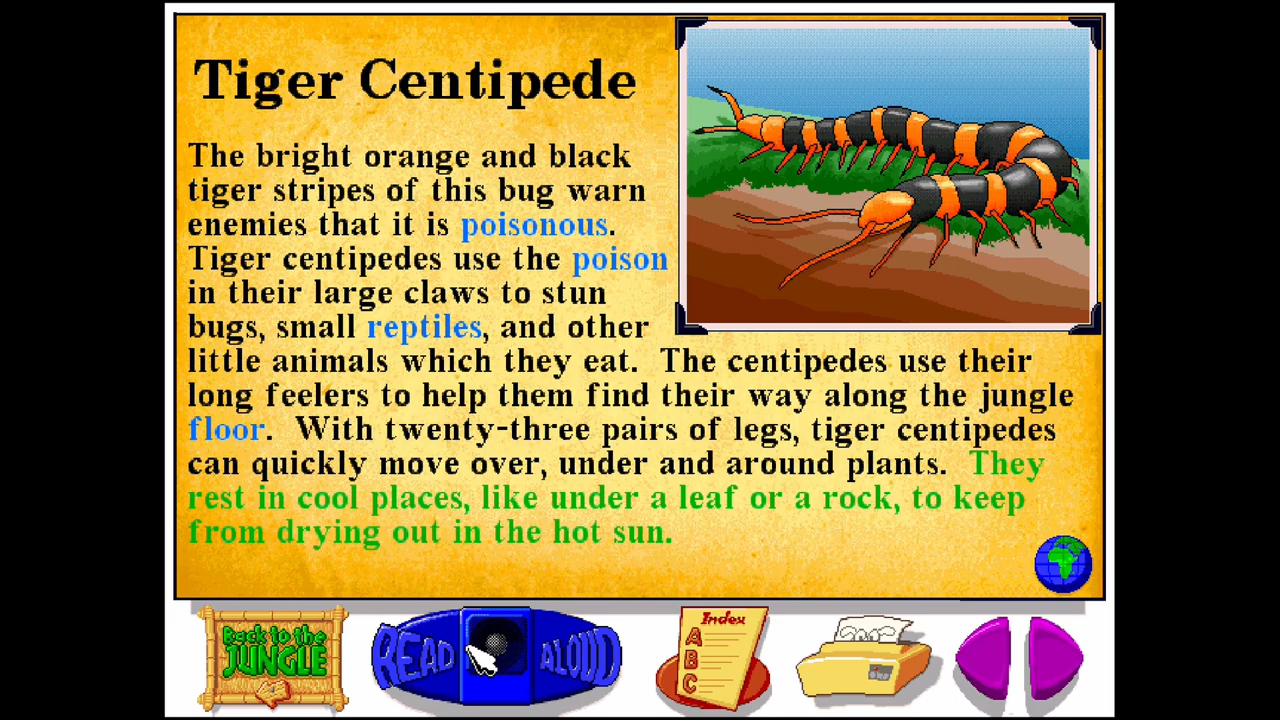 Tiger Centipede
The bright orange and black
tiger stripes of this bug warn
enemies that it is poisonous.
Tiger centipedes use the poison
in their large claws to stun
bugs, small reptiles, and other
little animals which they eat. The centipedes use their
long feelers to help them find their way along the jungle
floor. With twenty-three pairs of legs, tiger centipedes
can quickly move over, under and around plants. They
rest in cool places, like under a leaf or a rock, to keep
from drying out in the hot sun.
Back to the
JUNGLE
READ ALOUD
Index
A
B
C